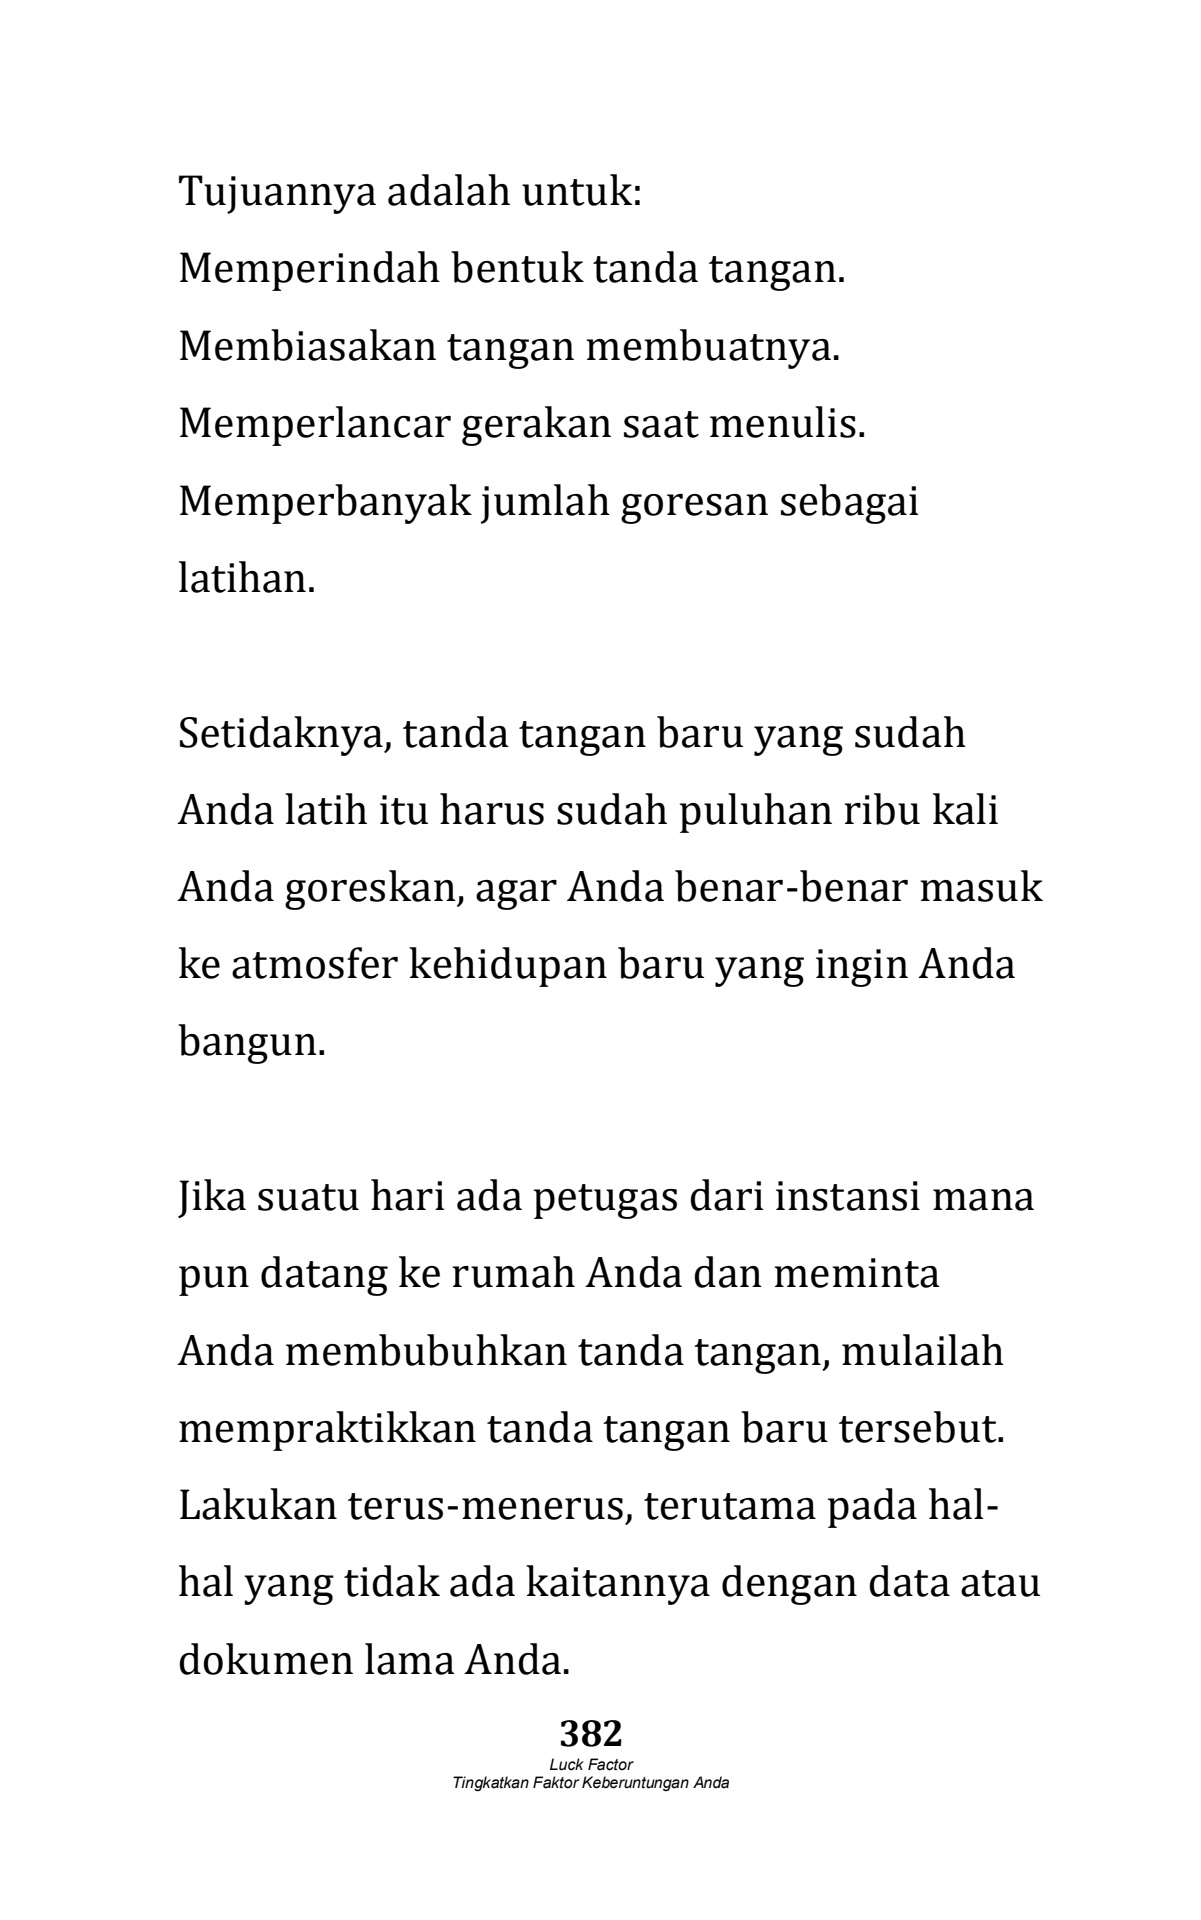 Tujuannya adalah untuk:
Memperindah bentuk tanda tangan.
Membiasakan tangan membuatnya.
Memperlancar gerakan saat menulis.
Memperbanyak jumlah goresan sebagai
latihan.
Setidaknya, tanda tangan baru yang sudah
Anda latih itu harus sudah puluhan ribu kali
Anda goreskan, agar Anda benar-benar masuk
ke atmosfer kehidupan baru yang ingin Anda
bangun.
Jika suatu hari ada petugas dari instansi mana
pun datang ke rumah Anda dan meminta
Anda membubuhkan tanda tangan, mulailah
mempraktikkan tanda tangan baru tersebut.
Lakukan terus-menerus, terutama pada hal-
hal yang tidak ada kaitannya dengan data atau
dokumen lama Anda.
382
Luck Factor
Tingkatkan Faktor Keberuntungan Anda